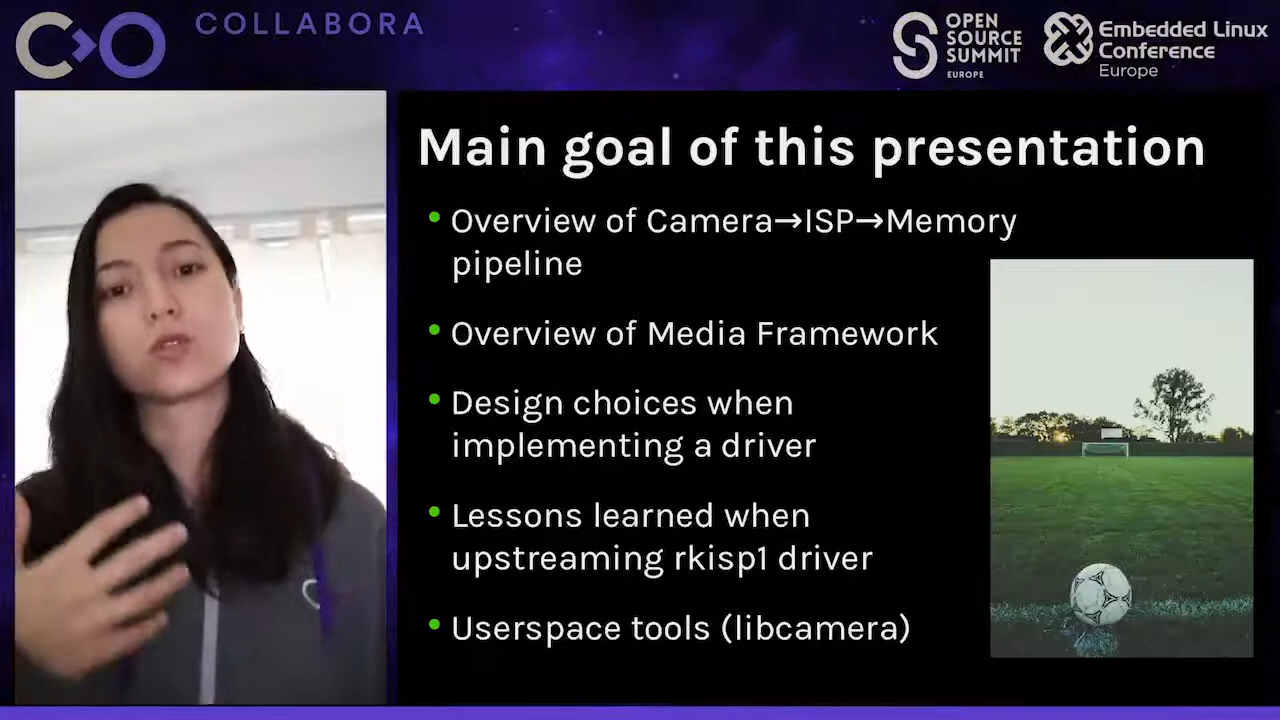 COLLABORA
OPEN
SOURCE
SUMMIT
EUROPE
Embedded Linux
Conference
Europe
Main goal of this presentation
Overview of Camera→ISP→Memory
pipeline
Overview of Media Framework
Design choices when
implementing a driver
Lessons learned when
upstreaming rkisp1 driver
Userspace tools (libcamera)